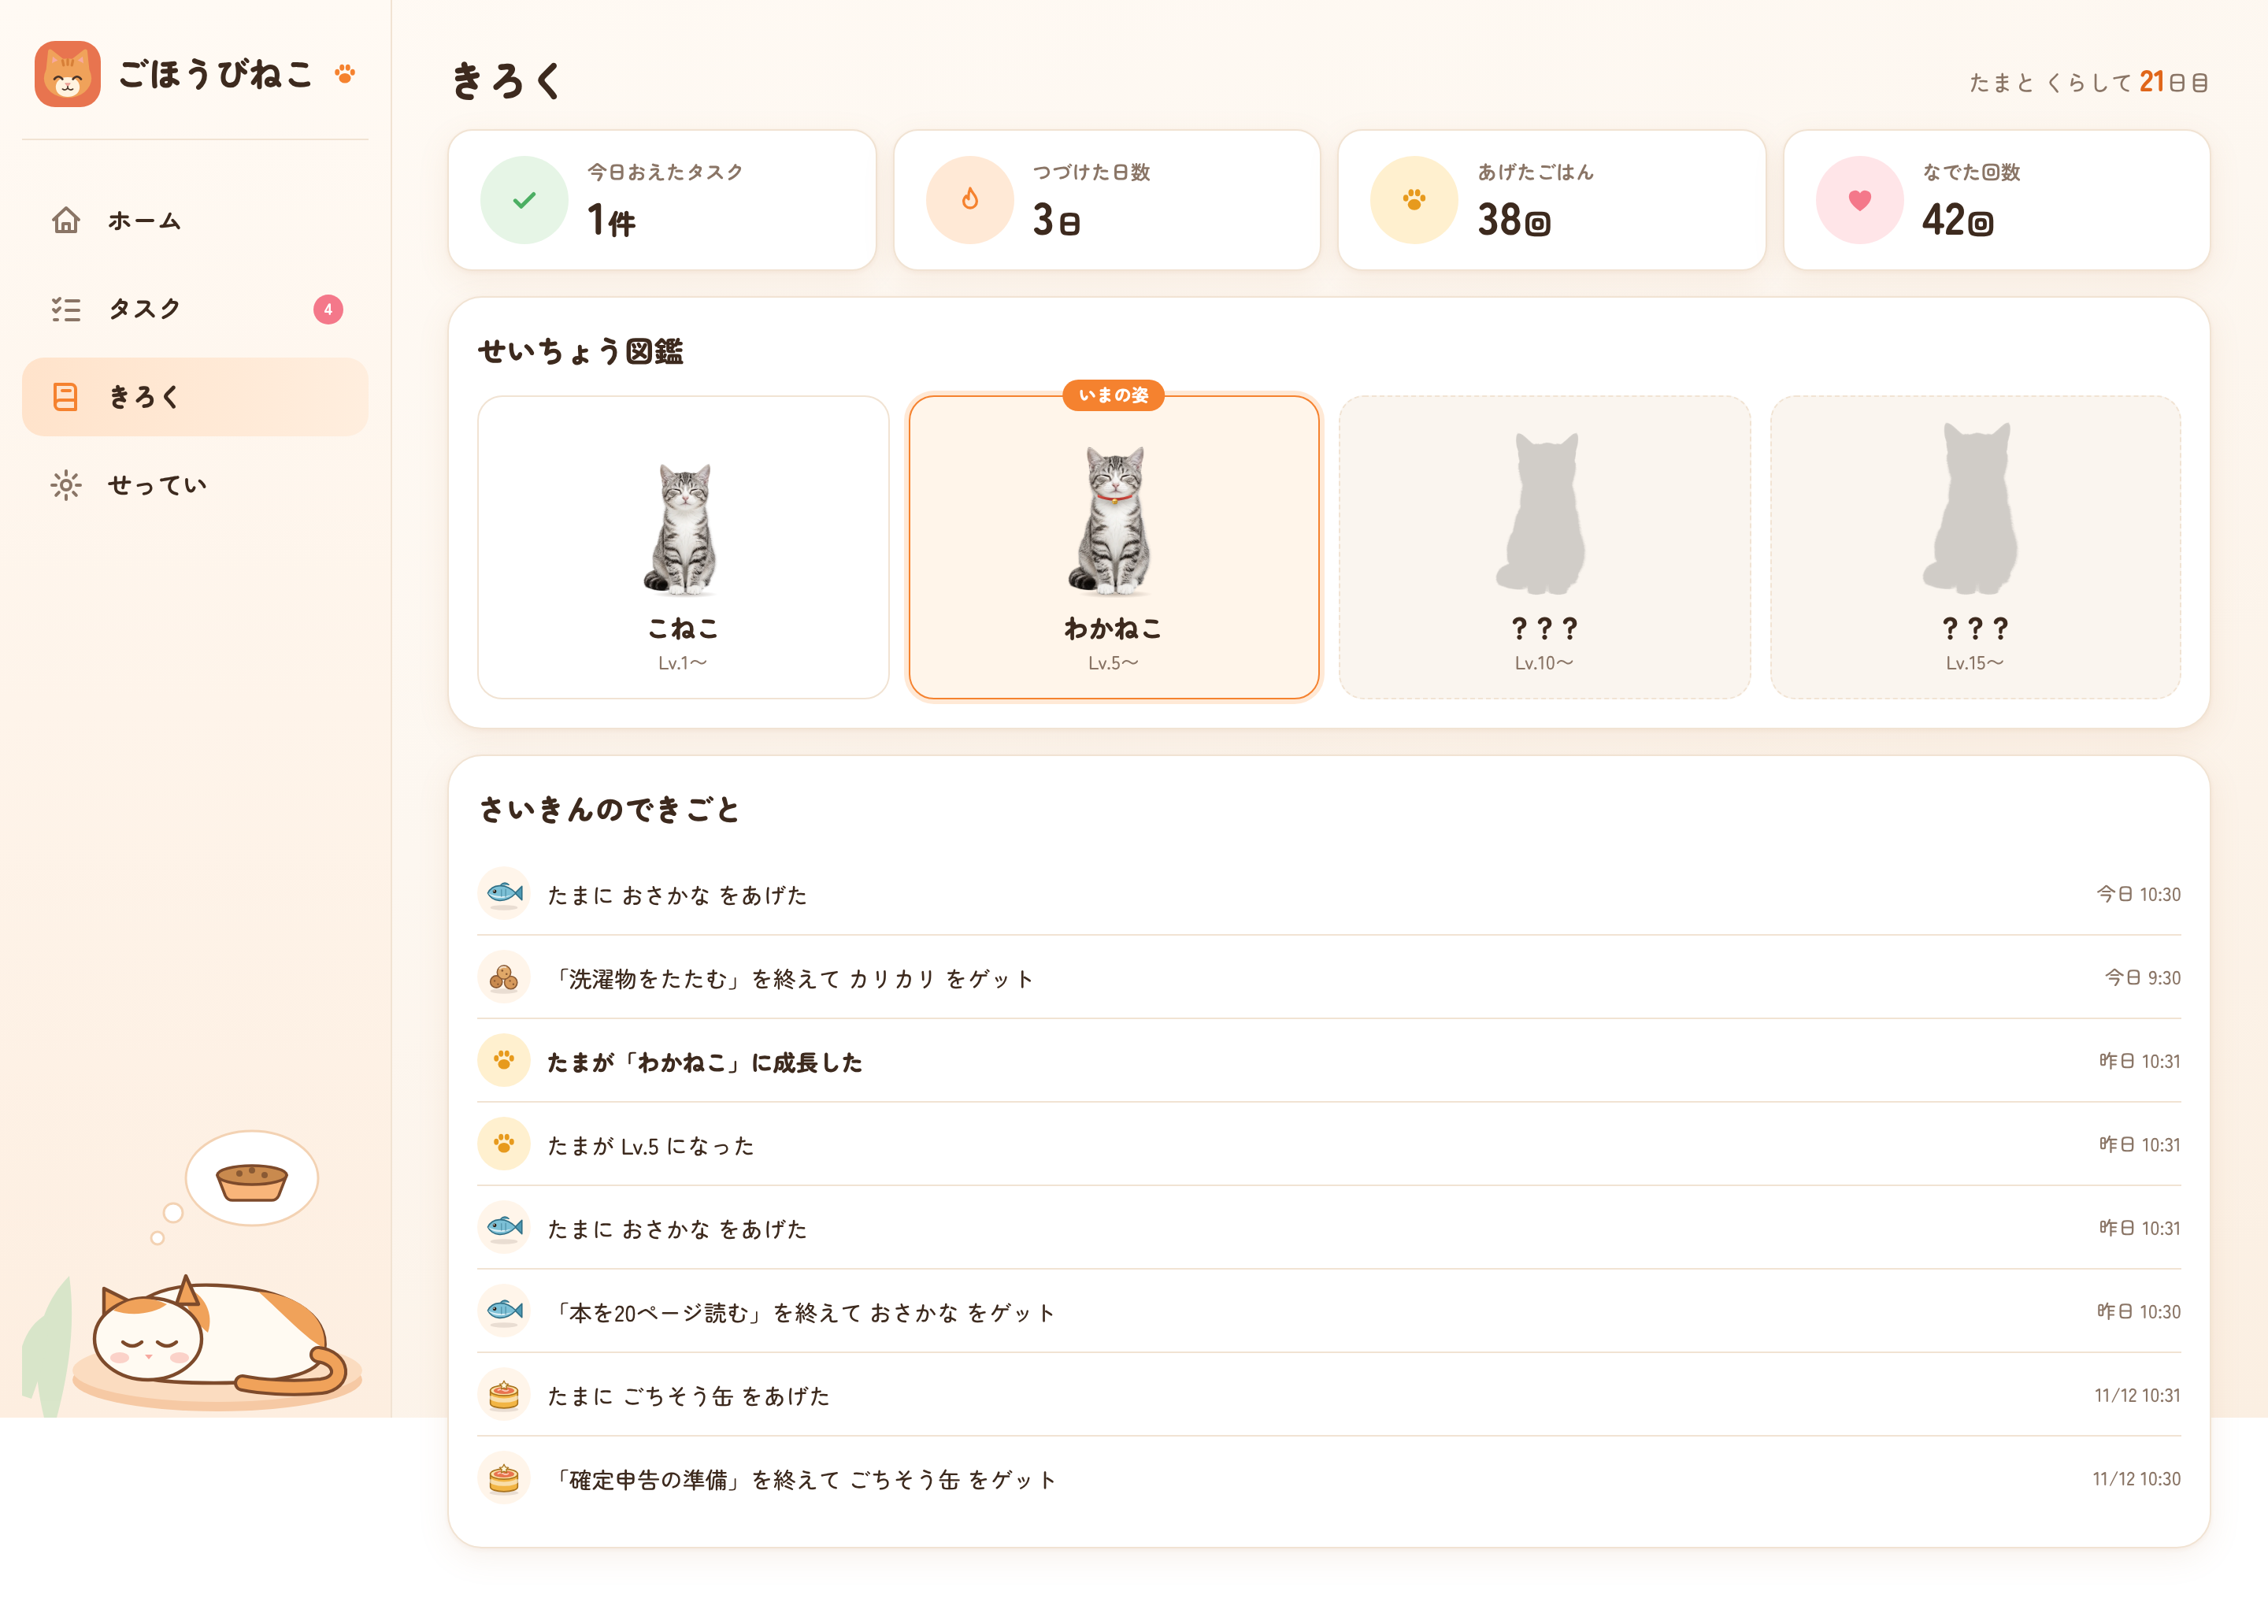 ごほうびねこ
ホーム
タスク
4
きろく
せってい
きろく
たまと くらして 21日目
今日おえたタスク
1件
つづけた日数
3日
あげたごはん
38回
なでた回数
42回
せいちょう図鑑
こねこ
Lv.1〜
いまの姿
わかねこ
Lv.5〜
???
Lv.10〜
???
Lv.15〜
さいきんのできごと
たまに おさかな をあげた 今日 10:30
「洗濯物をたたむ」を終えて カリカリ をゲット 今日 9:30
たまが「わかねこ」に成長した 昨日 10:31
たまが Lv.5 になった 昨日 10:31
たまに おさかな をあげた 昨日 10:31
「本を20ページ読む」を終えて おさかな をゲット 昨日 10:30
たまに ごちそう缶 をあげた 11/12 10:31
「確定申告の準備」を終えて ごちそう缶 をゲット 11/12 10:30